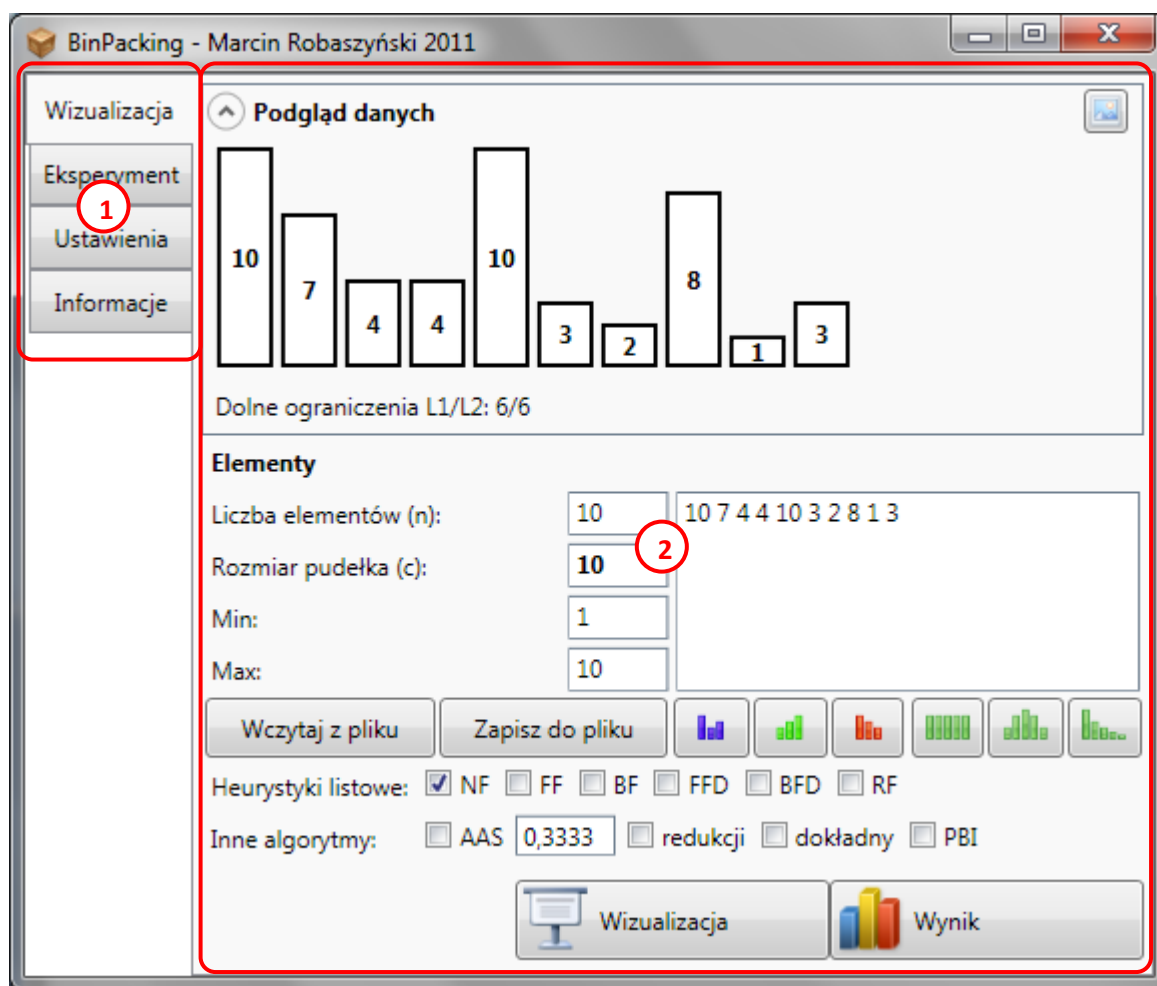 BinPacking - Marcin Robaszyński 2011
Wizualizacja
Eksperyment
1
Ustawienia
Informacje
Podgląd danych
10 7 4 4 10 3 2 8 1 3
Dolne ograniczenia L1/L2: 6/6
Elementy
Liczba elementów (n): 10 10 7 4 4 10 3 2 8 1 3
2
Rozmiar pudełka (c): 10
Min: 1
Max: 10
Wczytaj z pliku Zapisz do pliku
Heurystyki listowe: NF FF BF FFD BFD RF
Inne algorytmy: AAS 0,3333 redukcji dokładny PBI
Wizualizacja Wynik